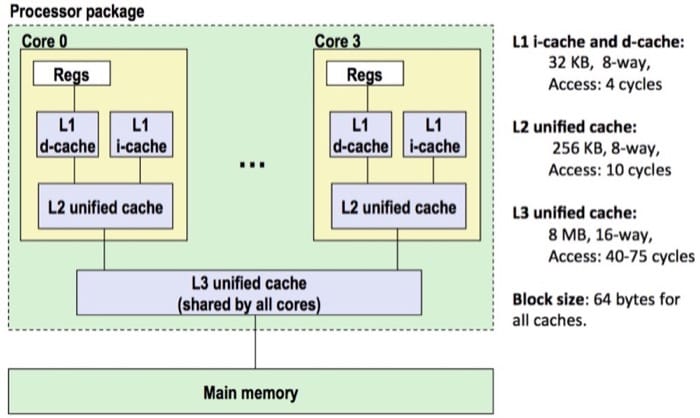 Processor package
Core 0
Regs
L1
d-cache
L1
i-cache
L2 unified cache
...
Core 3
Regs
L1
d-cache
L1
i-cache
L2 unified cache
L3 unified cache
(shared by all cores)
Main memory
L1 i-cache and d-cache:
32 KB, 8-way,
Access: 4 cycles
L2 unified cache:
256 KB, 8-way,
Access: 10 cycles
L3 unified cache:
8 MB, 16-way,
Access: 40-75 cycles
Block size: 64 bytes for
all caches.